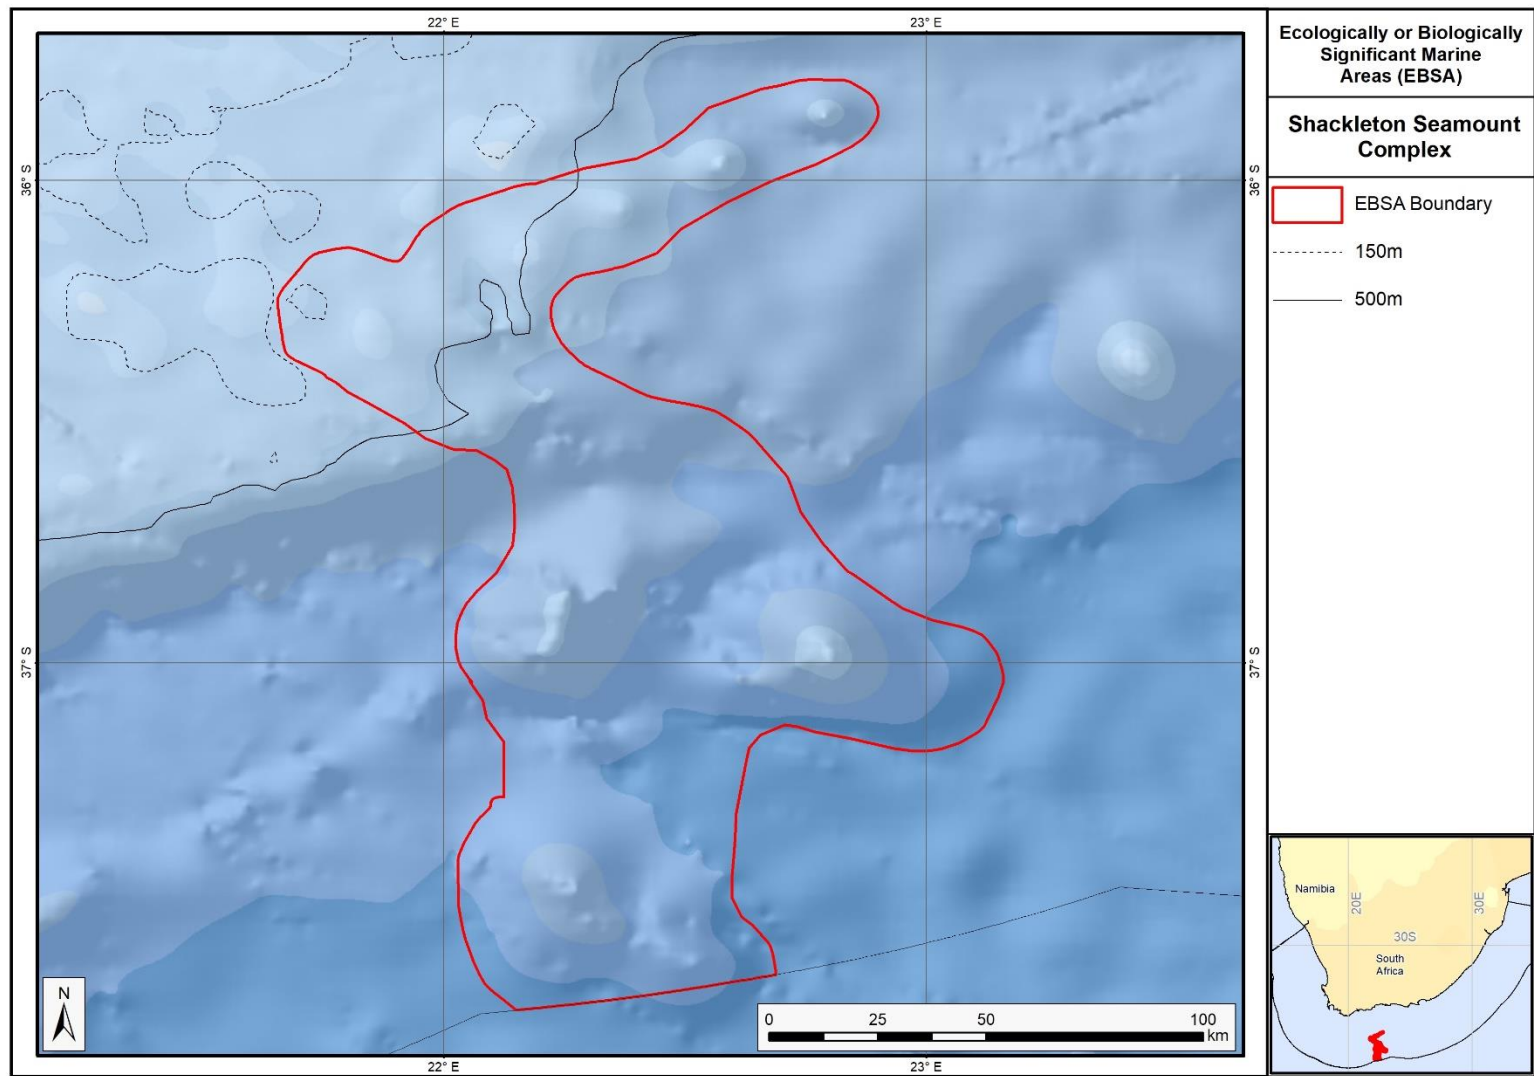 22° E
23° E
36° S
36° S
37° S
37° S
N
0
25
50
100
km
22° E
23° E
Ecologically or Biologically
Significant Marine
Areas (EBSA)
Shackleton Seamount
Complex
EBSA Boundary
150m
500m
Namibia
20E
30E
30S
South
Africa